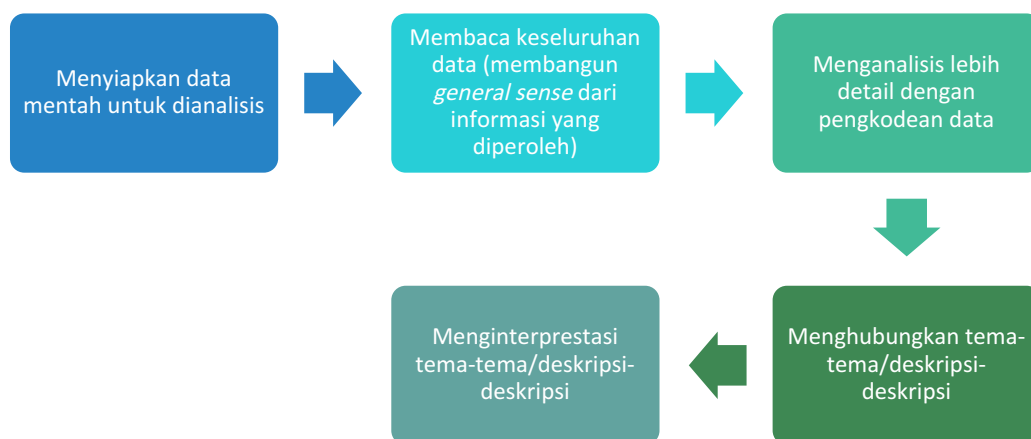 Menyiapkan data
mentah untuk dianalisis
Membaca keseluruhan
data (membangun
general sense dari
informasi yang
diperoleh)
Menganalisis lebih
detail dengan
pengkodean data
Menghubungkan tema-
tema/deskripsi-
deskripsi
Menginterprestasi
tema-tema/deskripsi-
deskripsi